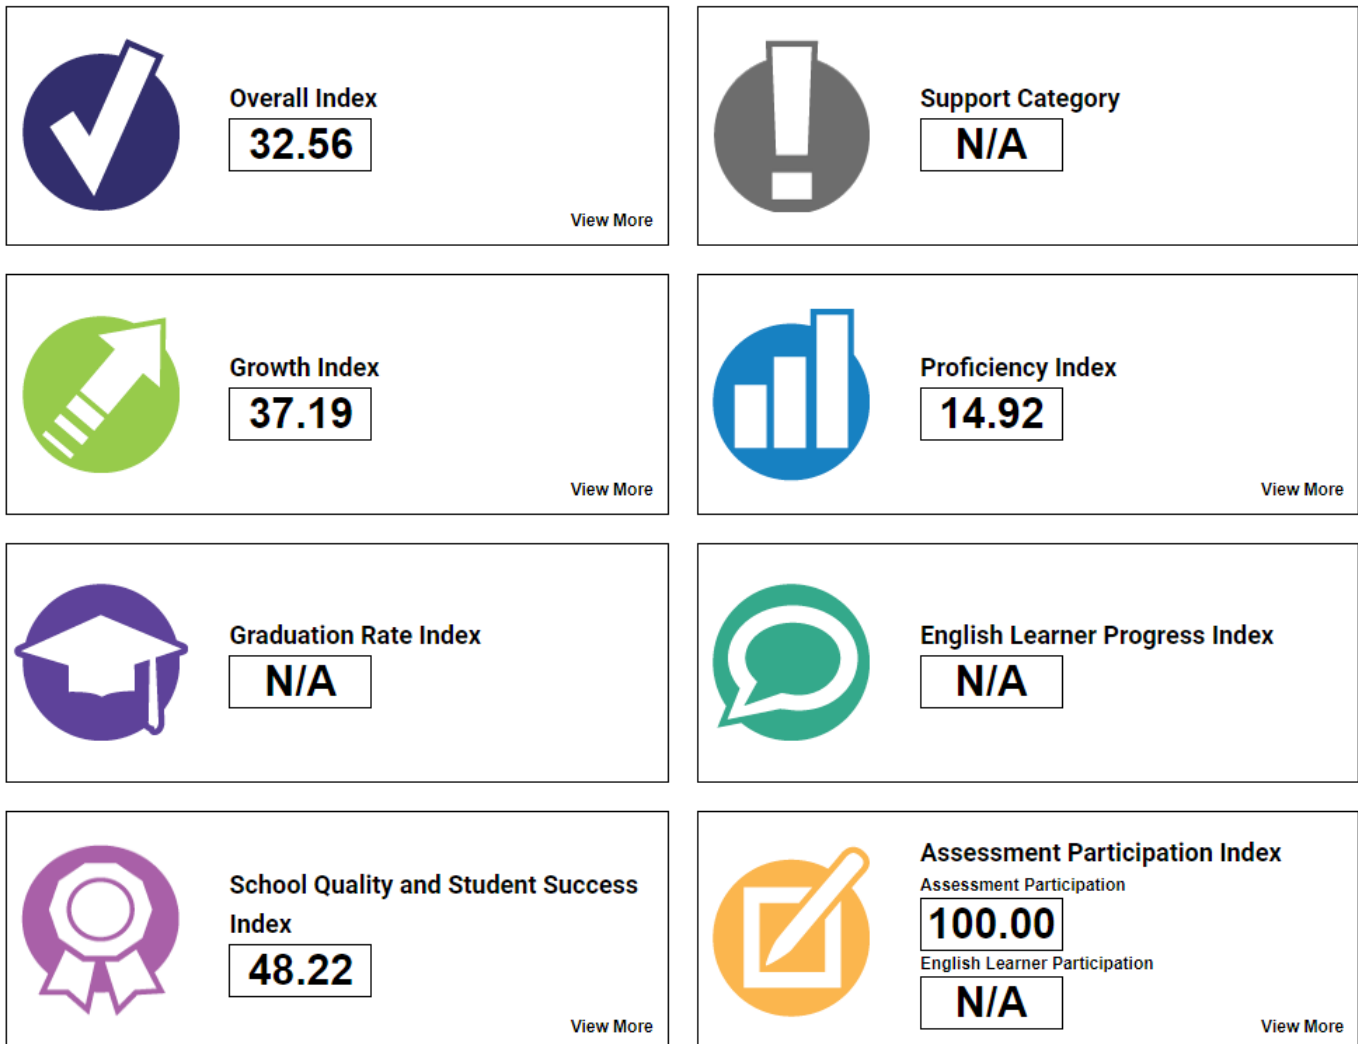 Overall Index
32.56
View More
Support Category
N/A
Growth Index
37.19
View More
Proficiency Index
14.92
View More
Graduation Rate Index
N/A
English Learner Progress Index
N/A
School Quality and Student Success
Index
48.22
View More
Assessment Participation Index
Assessment Participation
100.00
English Learner Participation
N/A
View More